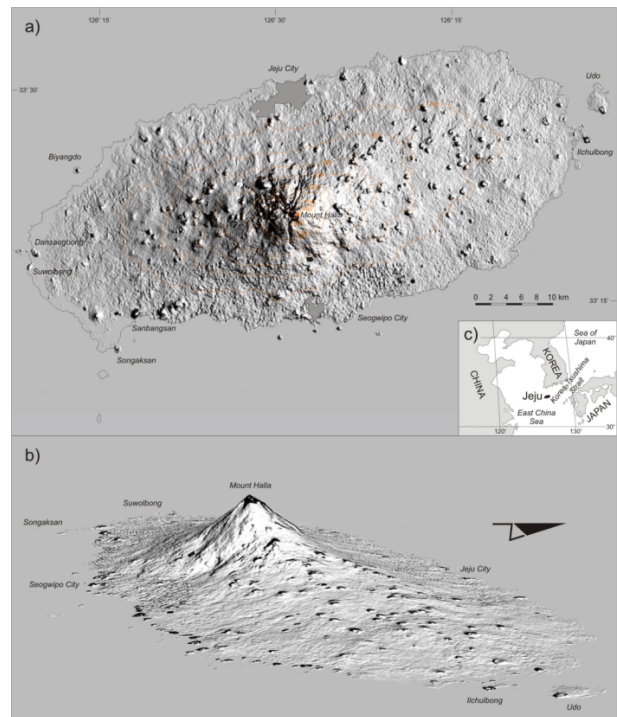 a)
126° 15'
126° 30'
126° 15'
33' 30'
Jeju City
Udo
Ilchulbong
Biyangdo
Mount Halla
Dansaegbong
Suwolbong
0 2 4 6 8 10 km
33' 15'
Seogwipo City
Sanbangsan
Songaksan
c)
Sea of
Japan
40'
KOREA
CHINA
Korea/Tsushima
Strait
Jeju
JAPAN
East China
Sea
120'
130'
30'
b)
Mount Halla
Suwolbong
Songaksan
Seogwipo City
Jeju City
Ilchulbong
Udo